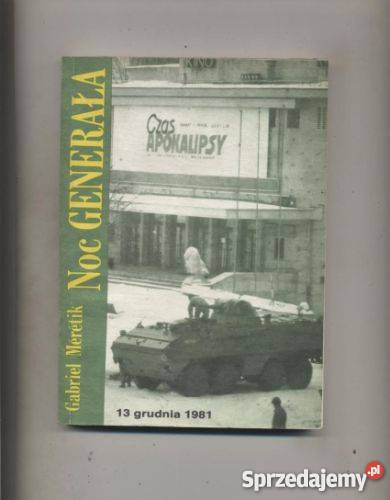 Gabriel Meretik Noc GENERAŁA
KINO
Czas
APOKALIPSY
13 grudnia 1981
Sprzedajemy.pl